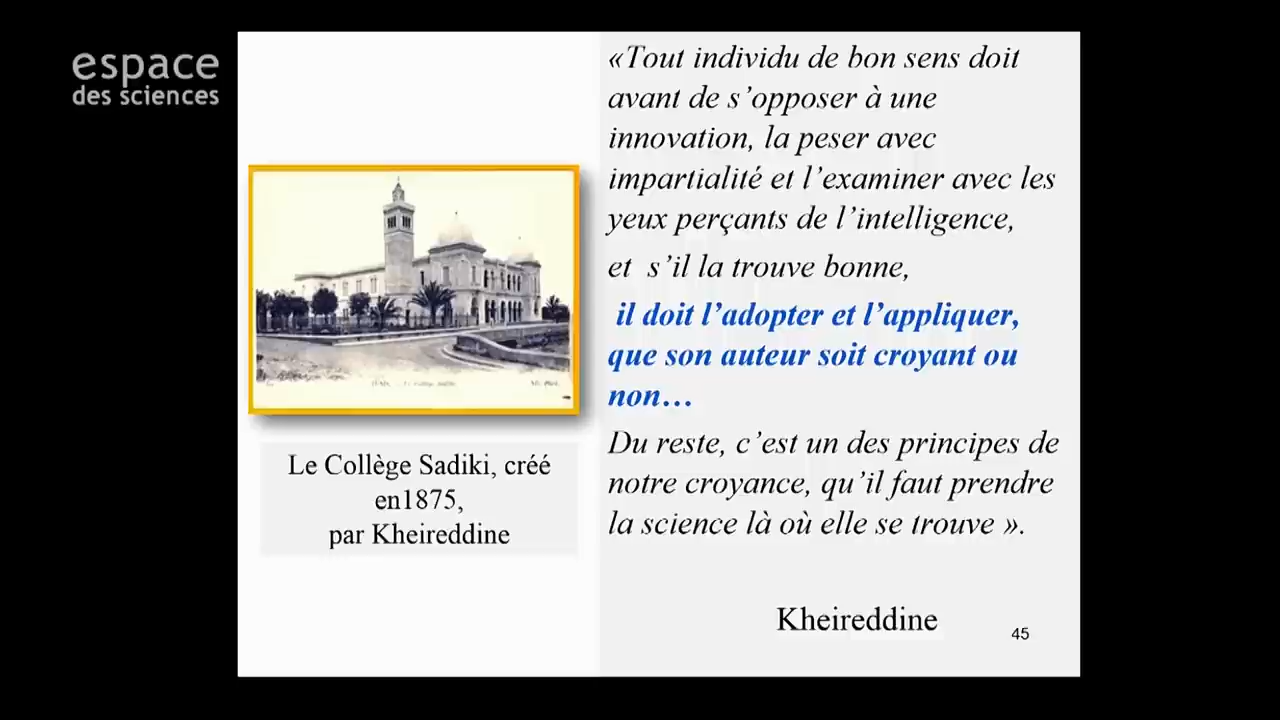 espace
des sciences
«Tout individu de bon sens doit
avant de s’opposer à une
innovation, la peser avec
impartialité et l’examiner avec les
yeux perçants de l’intelligence,
et s’il la trouve bonne,
il doit l’adopter et l’appliquer,
que son auteur soit croyant ou
non…
Du reste, c’est un des principes de
notre croyance, qu’il faut prendre
la science là où elle se trouve ».
Kheireddine
45
Le Collège Sadiki, créé
en1875,
par Kheireddine